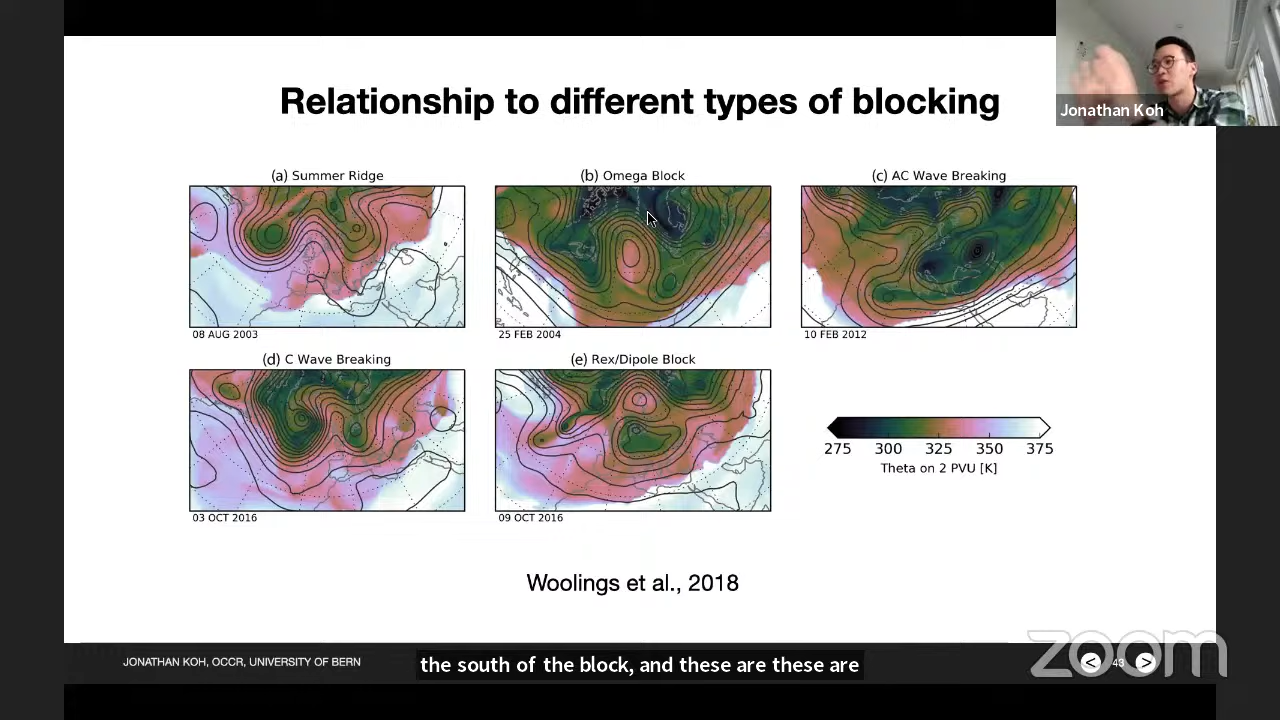 Relationship to different types of blocking
Jonathan Koh
(a) Summer Ridge
(b) Omega Block
(c) AC Wave Breaking
08 AUG 2003
25 FEB 2004
10 FEB 2012
(d) C Wave Breaking
(e) Rex/Dipole Block
275 300 325 350 375
Theta on 2 PVU [K]
03 OCT 2016
09 OCT 2016
Woolings et al., 2018
JONATHAN KOH, OCCR, UNIVERSITY OF BERN
the south of the block, and these are these are
zoom
< 43 >